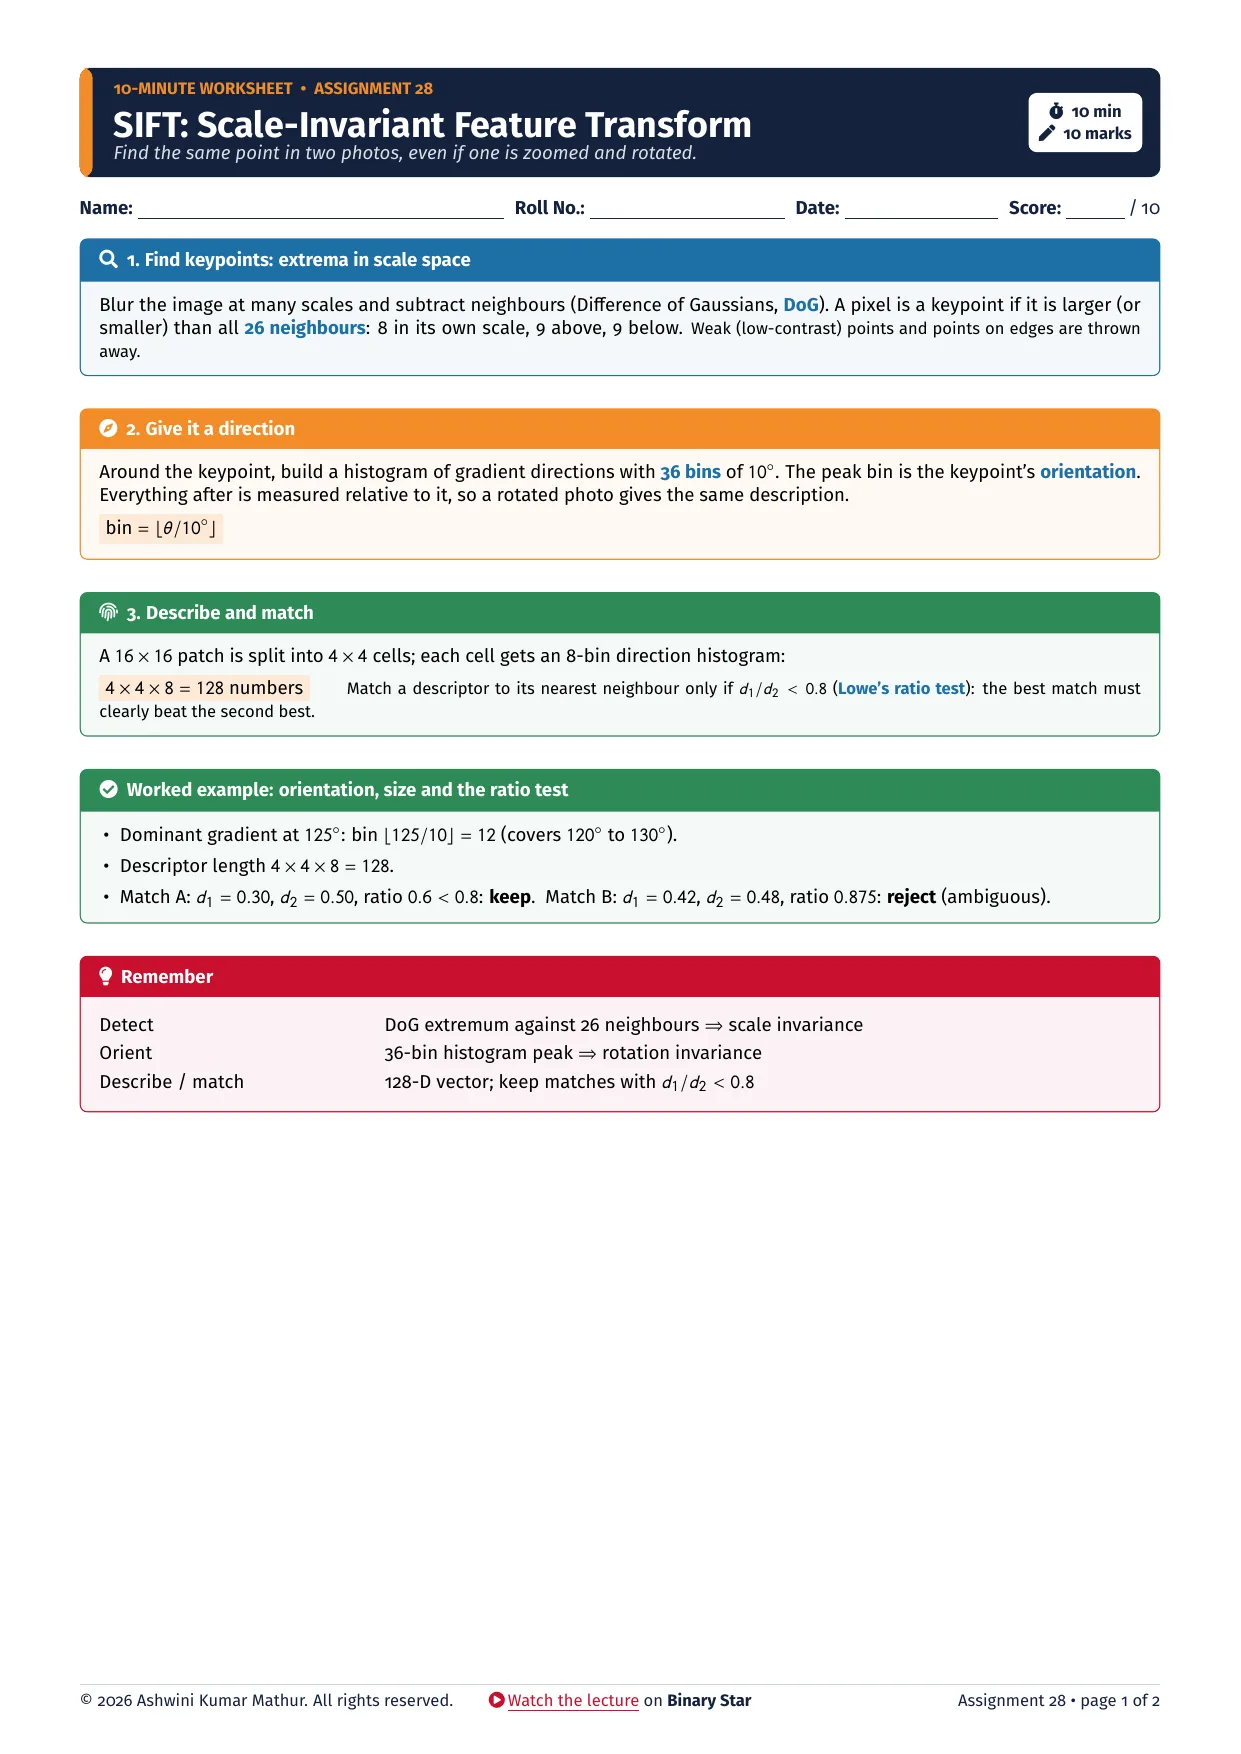 10-MINUTE WORKSHEET • ASSIGNMENT 28
SIFT: Scale-Invariant Feature Transform
Find the same point in two photos, even if one is zoomed and rotated.
10 min
10 marks
Name: Roll No.: Date: Score: / 10
1. Find keypoints: extrema in scale space
Blur the image at many scales and subtract neighbours (Difference of Gaussians, DoG). A pixel is a keypoint if it is larger (or
smaller) than all 26 neighbours: 8 in its own scale, 9 above, 9 below. Weak (low-contrast) points and points on edges are thrown
away.
2. Give it a direction
Around the keypoint, build a histogram of gradient directions with 36 bins of 10°. The peak bin is the keypoint’s orientation.
Everything after is measured relative to it, so a rotated photo gives the same description.
bin = ⌊θ/10°⌋
3. Describe and match
A 16 × 16 patch is split into 4 × 4 cells; each cell gets an 8-bin direction histogram:
4 × 4 × 8 = 128 numbers Match a descriptor to its nearest neighbour only if d₁/d₂ < 0.8 (Lowe’s ratio test): the best match must
clearly beat the second best.
Worked example: orientation, size and the ratio test
• Dominant gradient at 125°: bin ⌊125/10⌋ = 12 (covers 120° to 130°).
• Descriptor length 4 × 4 × 8 = 128.
• Match A: d₁ = 0.30, d₂ = 0.50, ratio 0.6 < 0.8: keep. Match B: d₁ = 0.42, d₂ = 0.48, ratio 0.875: reject (ambiguous).
Remember
Detect DoG extremum against 26 neighbours ⇒ scale invariance
Orient 36-bin histogram peak ⇒ rotation invariance
Describe / match 128-D vector; keep matches with d₁/d₂ < 0.8
© 2026 Ashwini Kumar Mathur. All rights reserved. Watch the lecture on Binary Star Assignment 28 • page 1 of 2